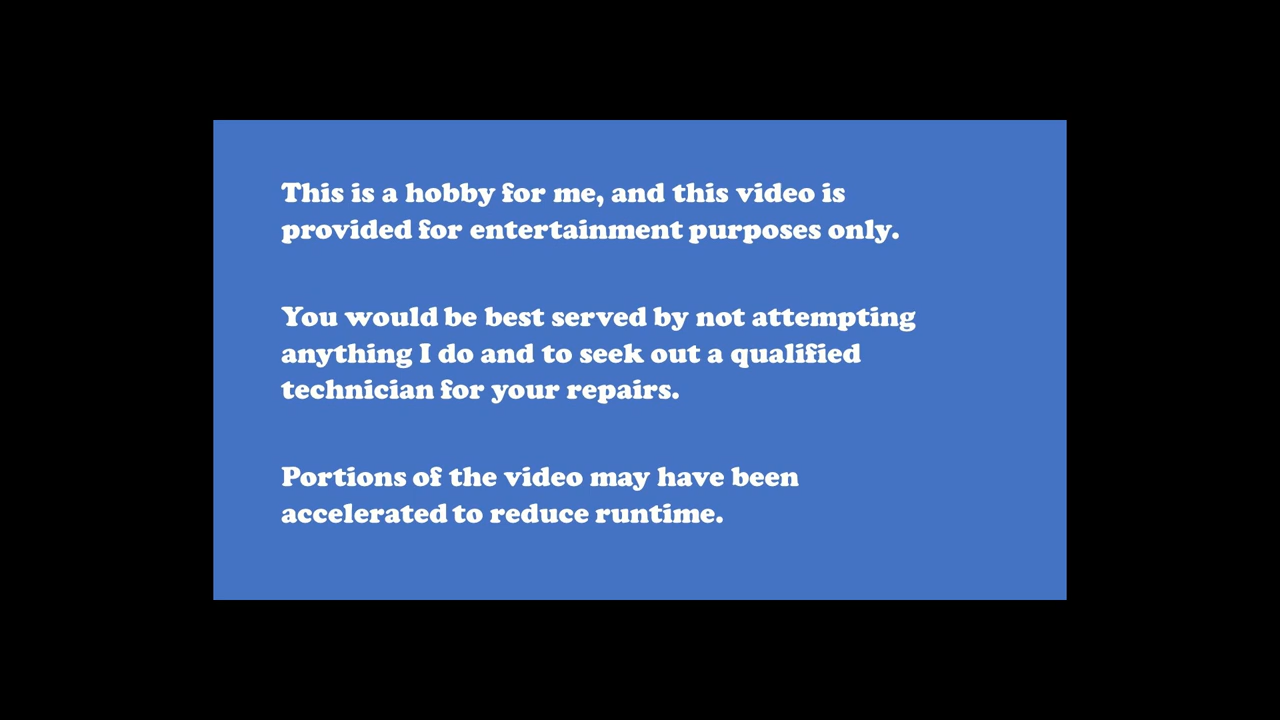 This is a hobby for me, and this video is
provided for entertainment purposes only.
You would be best served by not attempting
anything I do and to seek out a qualified
technician for your repairs.
Portions of the video may have been
accelerated to reduce runtime.